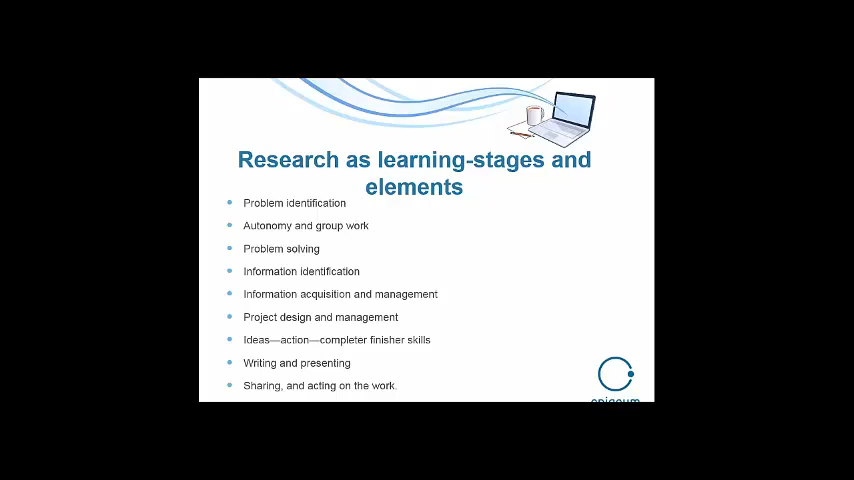 Research as learning-stages and
elements
Problem identification
Autonomy and group work
Problem solving
Information identification
Information acquisition and management
Project design and management
Ideas—action—completer finisher skills
Writing and presenting
Sharing, and acting on the work.